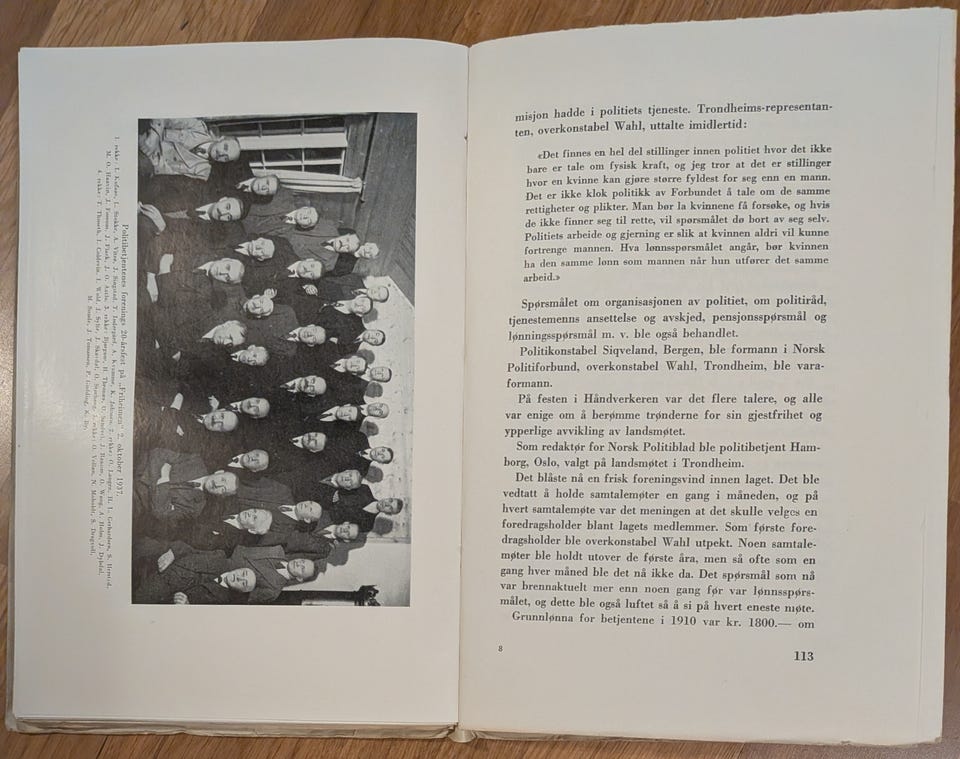 Politibetjentenes forenings 20-årsfest på „Friheimen" 2. oktober 1937.
misjon hadde i politiets tjeneste. Trondheims-representan-
ten, overkonstabel Wahl, uttalte imidlertid:
«Det finnes en hel del stillinger innen politiet hvor det ikke
bare er tale om fysisk kraft, og jeg tror at det er stillinger
hvor en kvinne kan gjøre større fyldest for seg enn en mann.
Det er ikke klok politikk av Forbundet å tale om de samme
rettigheter og plikter. Man bør la kvinnene få forsøke, og hvis
de ikke finner seg til rette, vil spørsmålet dø bort av seg selv.
Politiets arbeide og gjerning er slik at kvinnen aldri vil kunne
fortrenge mannen. Hva lønnsspørsmålet angår, bør kvinnen
ha den samme lønn som mannen når hun utfører det samme
arbeid.»
Spørsmålet om organisasjonen av politiet, om politiråd,
tjenestemenns ansettelse og avskjed, pensjonsspørsmål og
lønningsspørsmål m. v. ble også behandlet.
Politikonstabel Siqveland, Bergen, ble formann i Norsk
Politiforbund, overkonstabel Wahl, Trondheim, ble vara-
formann.
På festen i Håndverkeren var det flere talere, og alle
var enige om å berømme trønderne for sin gjestfrihet og
ypperlige avvikling av landsmøtet.
Som redaktør for Norsk Politiblad ble politibetjent Ham-
borg, Oslo, valgt på landsmøtet i Trondheim.
Det blåste nå en frisk foreningsvind innen laget. Det ble
vedtatt å holde samtalemøter en gang i måneden, og på
hvert samtalemøte var det meningen at det skulle velges en
foredragsholder blant lagets medlemmer. Som første fore-
dragsholder ble overkonstabel Wahl utpekt. Noen samtale-
møter ble holdt utover de første åra, men så ofte som en
gang hver måned ble det nå ikke da. Det spørsmål som nå
var brennaktuelt mer enn noen gang før var lønnsspørs-
målet, og dette ble også luftet så å si på hvert eneste møte.
Grunnlønna for betjentene i 1910 var kr. 1800.— om
8
113